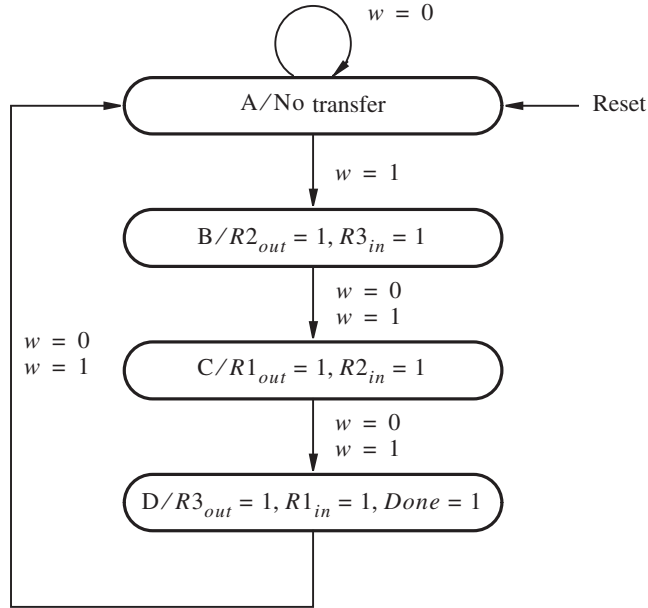 w = 0
A/No transfer
Reset
w = 1
B/R2out = 1, R3in = 1
w = 0
w = 1
w = 0
w = 1
C/R1out = 1, R2in = 1
w = 0
w = 1
D/R3out = 1, R1in = 1, Done = 1